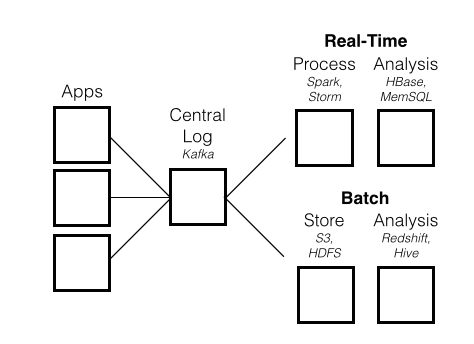 Apps
Central
Log
Kafka
Real-Time
Process
Spark,
Storm
Analysis
HBase,
MemSQL
Batch
Store
S3,
HDFS
Analysis
Redshift,
Hive